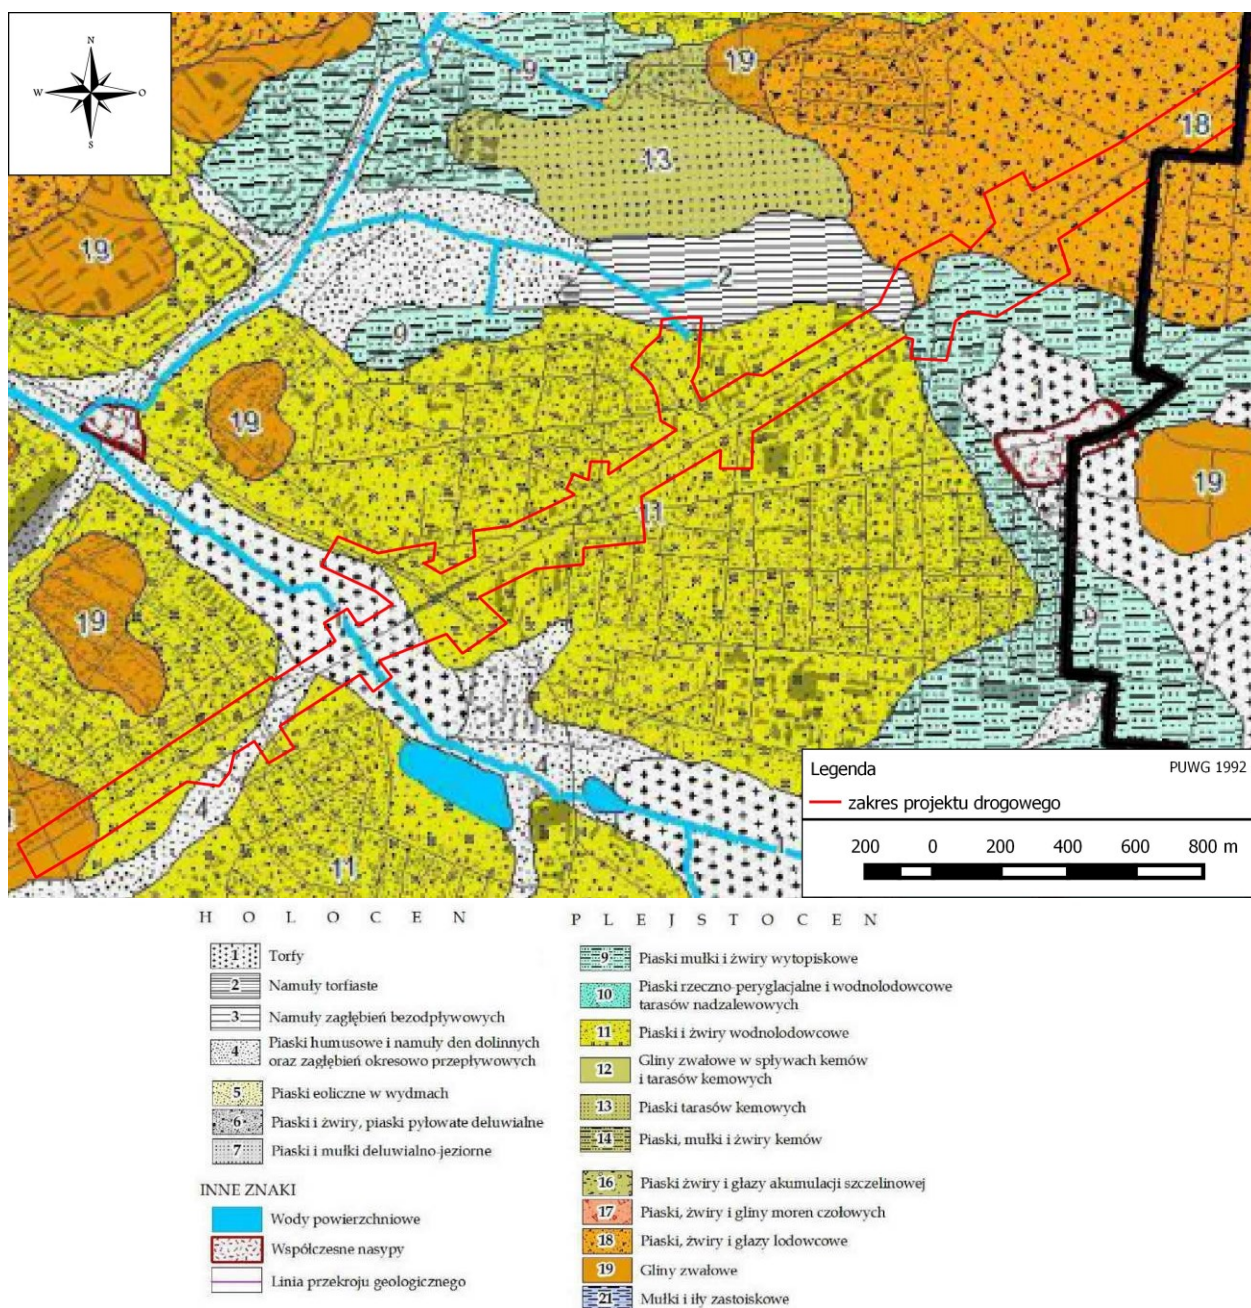 N
W
O
S
9
19
18
13
19
2
9
1
19
19
11
9
19
4
4
1
11
Legenda
PUWG 1992
zakres projektu drogowego
200 0 200 400 600 800 m
H O L O C E N
1 Torfy
2 Namuły torfiaste
3 Namuły zagłębień bezodpływowych
4 Piaski humusowe i namuły den dolinnych
oraz zagłębień okresowo przepływowych
5 Piaski eoliczne w wydmach
6 Piaski i żwiry, piaski pyłowate deluwialne
7 Piaski i mułki deluwialno-jeziorne
INNE ZNAKI
Wody powierzchniowe
Współczesne nasypy
Linia przekroju geologicznego
P L E J S T O C E N
9 Piaski mułki i żwiry wytopiskowe
10 Piaski rzeczno-peryglacjalne i wodnolodowcowe
tarasów nadzalewowych
11 Piaski i żwiry wodnolodowcowe
12 Gliny zwałowe w spływach kemów
i tarasów kemowych
13 Piaski tarasów kemowych
14 Piaski, mułki i żwiry kemów
16 Piaski żwiry i głazy akumulacji szczelinowej
17 Piaski, żwiry i gliny moren czołowych
18 Piaski, żwiry i głazy lodowcowe
19 Gliny zwałowe
21 Mułki i iły zastoiskowe